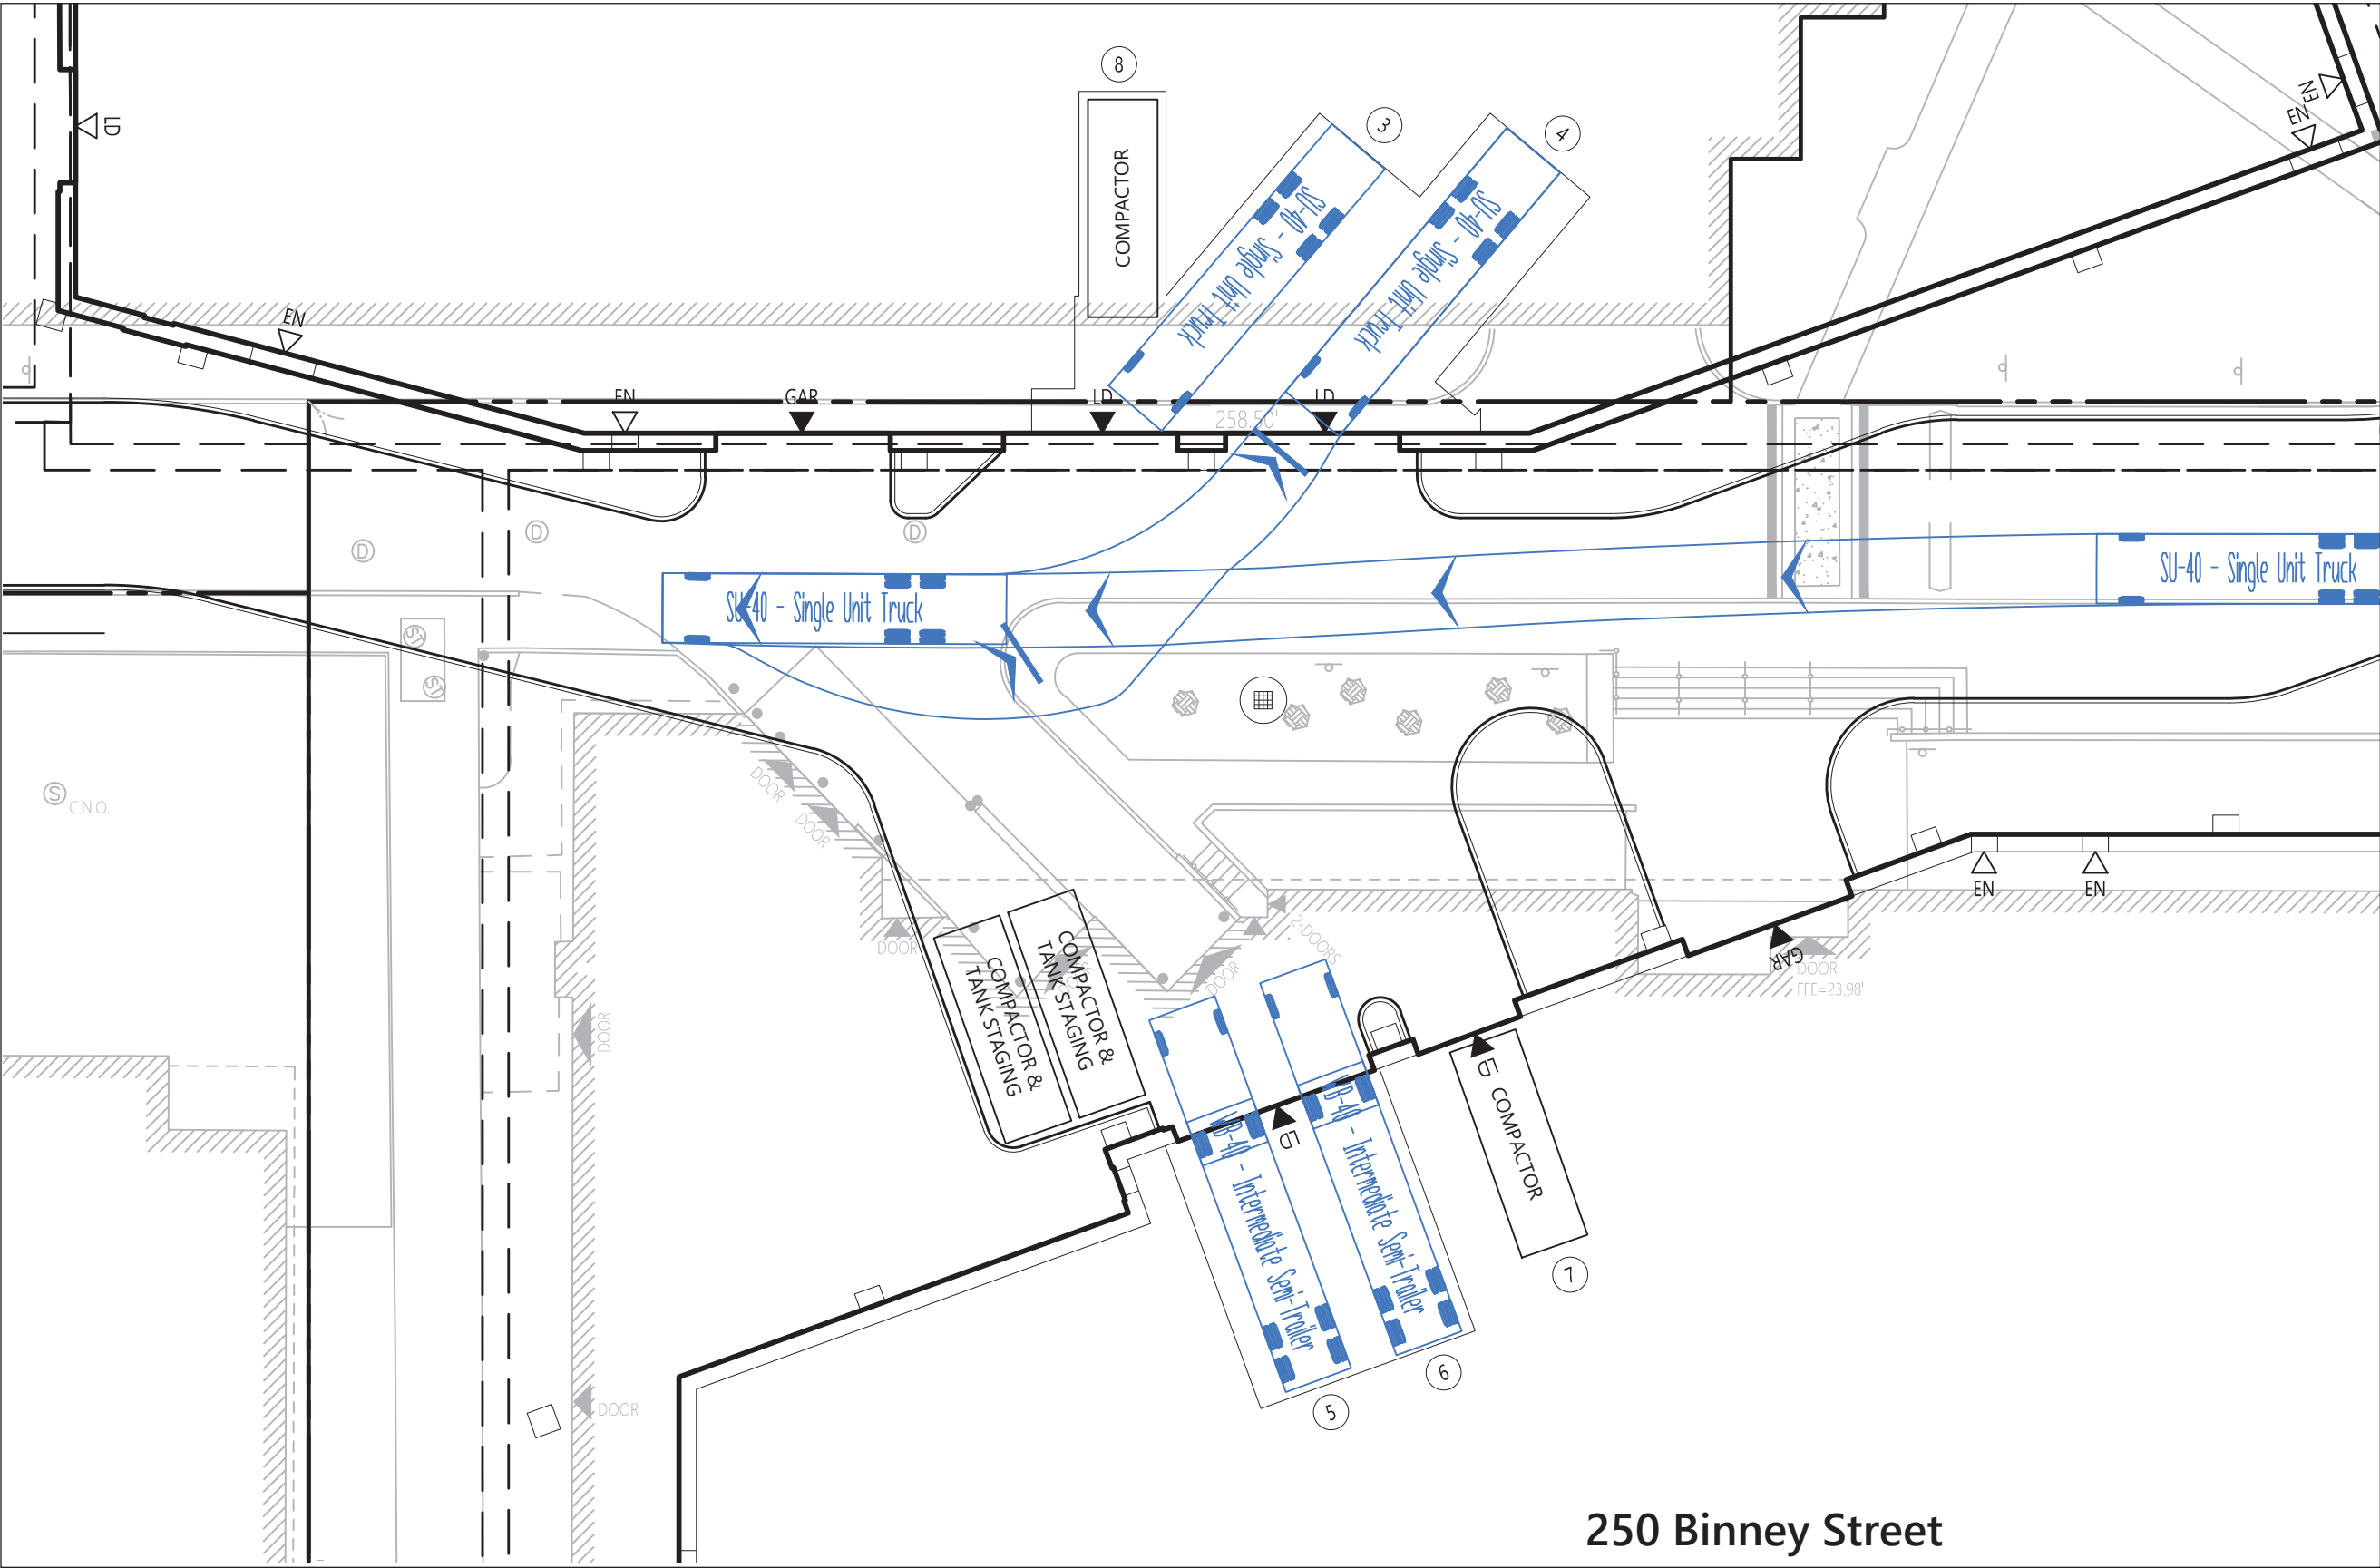 8
3
4
LD
EN
EN
COMPACTOR
SU-40 - Single Unit Truck
SU-40 - Single Unit Truck
EN
EN
GAR
LD
LD
258.50'
D
D
D
SU-40 - Single Unit Truck
SU-40 - Single Unit Truck
ST
ST
S
C.N.O.
DOOR
DOOR
DOOR
2-DOORS
DOOR
DOOR
EN
EN
GAR
DOOR
FFE=23.98'
COMPACTOR &
TANK STAGING
COMPACTOR &
TANK STAGING
LD
LD
COMPACTOR
WB-40 - Intermediate Semi-Trailer
WB-40 - Intermediate Semi-Trailer
7
6
5
DOOR
250 Binney Street